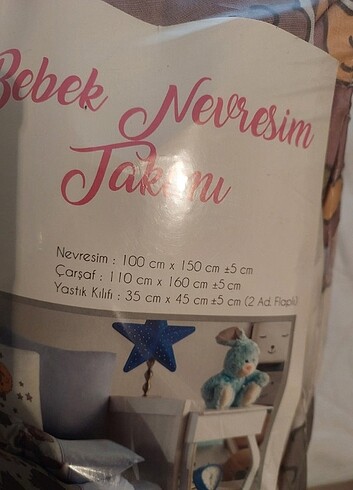 Bebek Nevresim
Takımı
Nevresim : 100 cm x 150 cm ±5 cm
Çarşaf : 110 cm x 160 cm ±5 cm
Yastık Kılıfı : 35 cm x 45 cm ±5 cm (2 Ad. Flaplı)